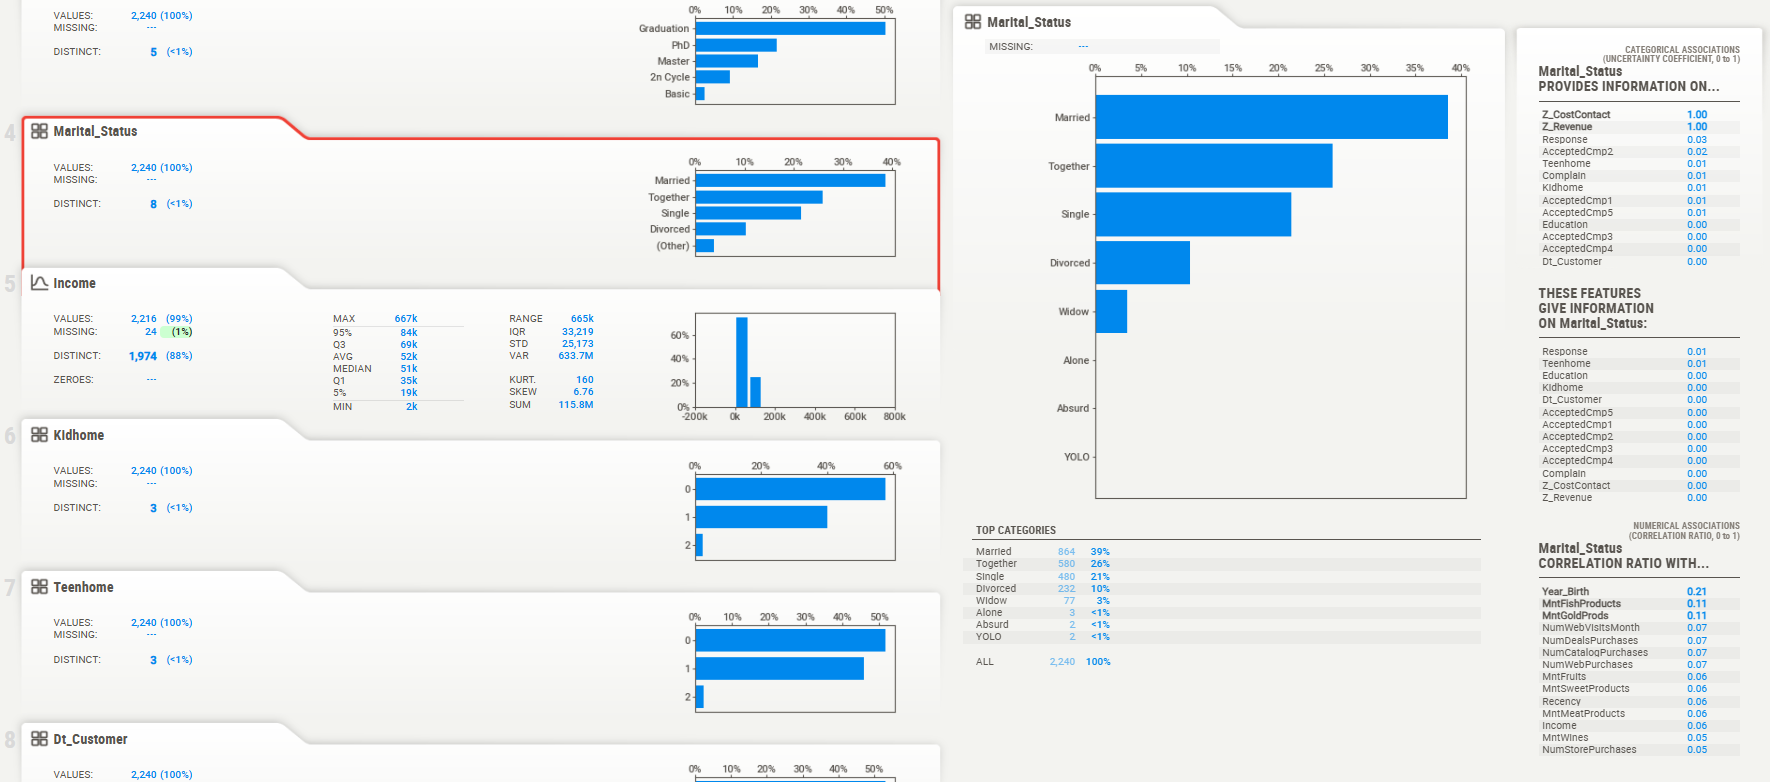 VALUES: 2,240 (100%)
MISSING: ---
DISTINCT: 5 (<1%)
0% 10% 20% 30% 40% 50%
Graduation
PhD
Master
2n Cycle
Basic
4
Marital_Status
VALUES: 2,240 (100%)
MISSING: ---
DISTINCT: 8 (<1%)
0% 10% 20% 30% 40%
Married
Together
Single
Divorced
(Other)
5
Income
VALUES: 2,216 (99%)
MISSING: 24 (1%)
DISTINCT: 1,974 (88%)
ZEROES: ---
MAX 667k
95% 84k
Q3 69k
AVG 52k
MEDIAN 51k
Q1 35k
5% 19k
MIN 2k
RANGE 665k
IQR 33,219
STD 25,173
VAR 633.7M
KURT. 160
SKEW 6.76
SUM 115.8M
60%
40%
20%
0%
-200k 0k 200k 400k 600k 800k
6
Kidhome
VALUES: 2,240 (100%)
MISSING: ---
DISTINCT: 3 (<1%)
0% 20% 40% 60%
0
1
2
7
Teenhome
VALUES: 2,240 (100%)
MISSING: ---
DISTINCT: 3 (<1%)
0% 10% 20% 30% 40% 50%
0
1
2
8
Dt_Customer
VALUES: 2,240 (100%)
0% 10% 20% 30% 40% 50%
Marital_Status
MISSING: ---
0% 5% 10% 15% 20% 25% 30% 35% 40%
Married
Together
Single
Divorced
Widow
Alone
Absurd
YOLO
TOP CATEGORIES
Married 864 39%
Together 580 26%
Single 480 21%
Divorced 232 10%
Widow 77 3%
Alone 3 <1%
Absurd 2 <1%
YOLO 2 <1%
ALL 2,240 100%
CATEGORICAL ASSOCIATIONS
(UNCERTAINTY COEFFICIENT, 0 to 1)
Marital_Status
PROVIDES INFORMATION ON...
Z_CostContact 1.00
Z_Revenue 1.00
Response 0.03
AcceptedCmp2 0.02
Teenhome 0.01
Complain 0.01
Kidhome 0.01
AcceptedCmp1 0.01
AcceptedCmp5 0.01
Education 0.00
AcceptedCmp3 0.00
AcceptedCmp4 0.00
Dt_Customer 0.00
THESE FEATURES
GIVE INFORMATION
ON Marital_Status:
Response 0.01
Teenhome 0.01
Education 0.00
Kidhome 0.00
Dt_Customer 0.00
AcceptedCmp5 0.00
AcceptedCmp1 0.00
AcceptedCmp2 0.00
AcceptedCmp3 0.00
AcceptedCmp4 0.00
Complain 0.00
Z_CostContact 0.00
Z_Revenue 0.00
NUMERICAL ASSOCIATIONS
(CORRELATION RATIO, 0 to 1)
Marital_Status
CORRELATION RATIO WITH...
Year_Birth 0.21
MntFishProducts 0.11
MntGoldProds 0.11
NumWebVisitsMonth 0.07
NumDealsPurchases 0.07
NumCatalogPurchases 0.07
NumWebPurchases 0.07
MntFruits 0.06
MntSweetProducts 0.06
Recency 0.06
MntMeatProducts 0.06
Income 0.06
MntWines 0.05
NumStorePurchases 0.05